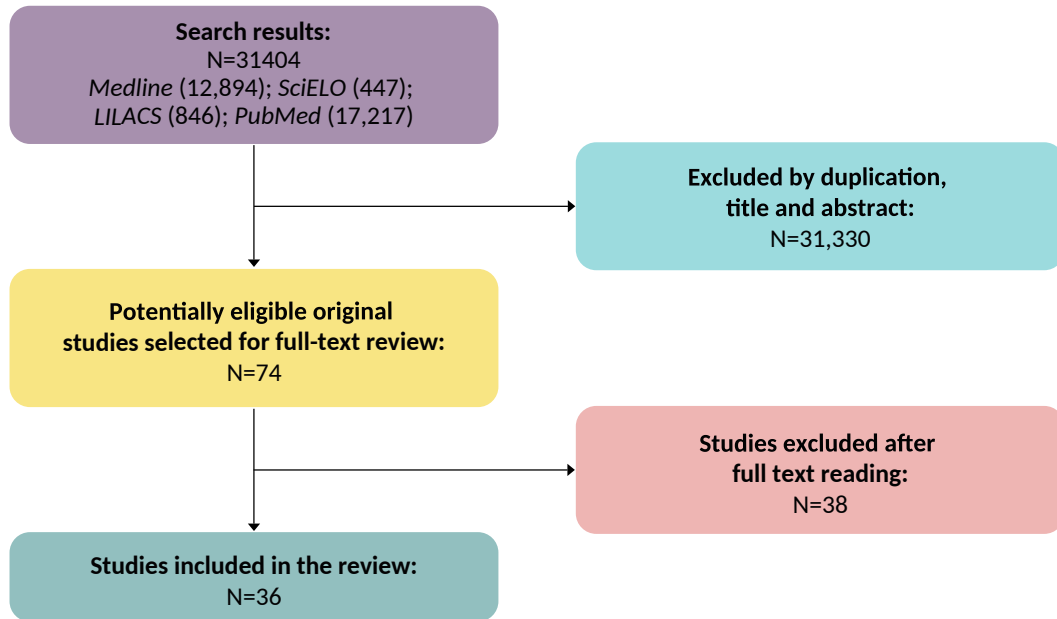 Search results:
N=31404
Medline (12,894); SciELO (447);
LILACS (846); PubMed (17,217)
Excluded by duplication,
title and abstract:
N=31,330
Potentially eligible original
studies selected for full-text review:
N=74
Studies excluded after
full text reading:
N=38
Studies included in the review:
N=36